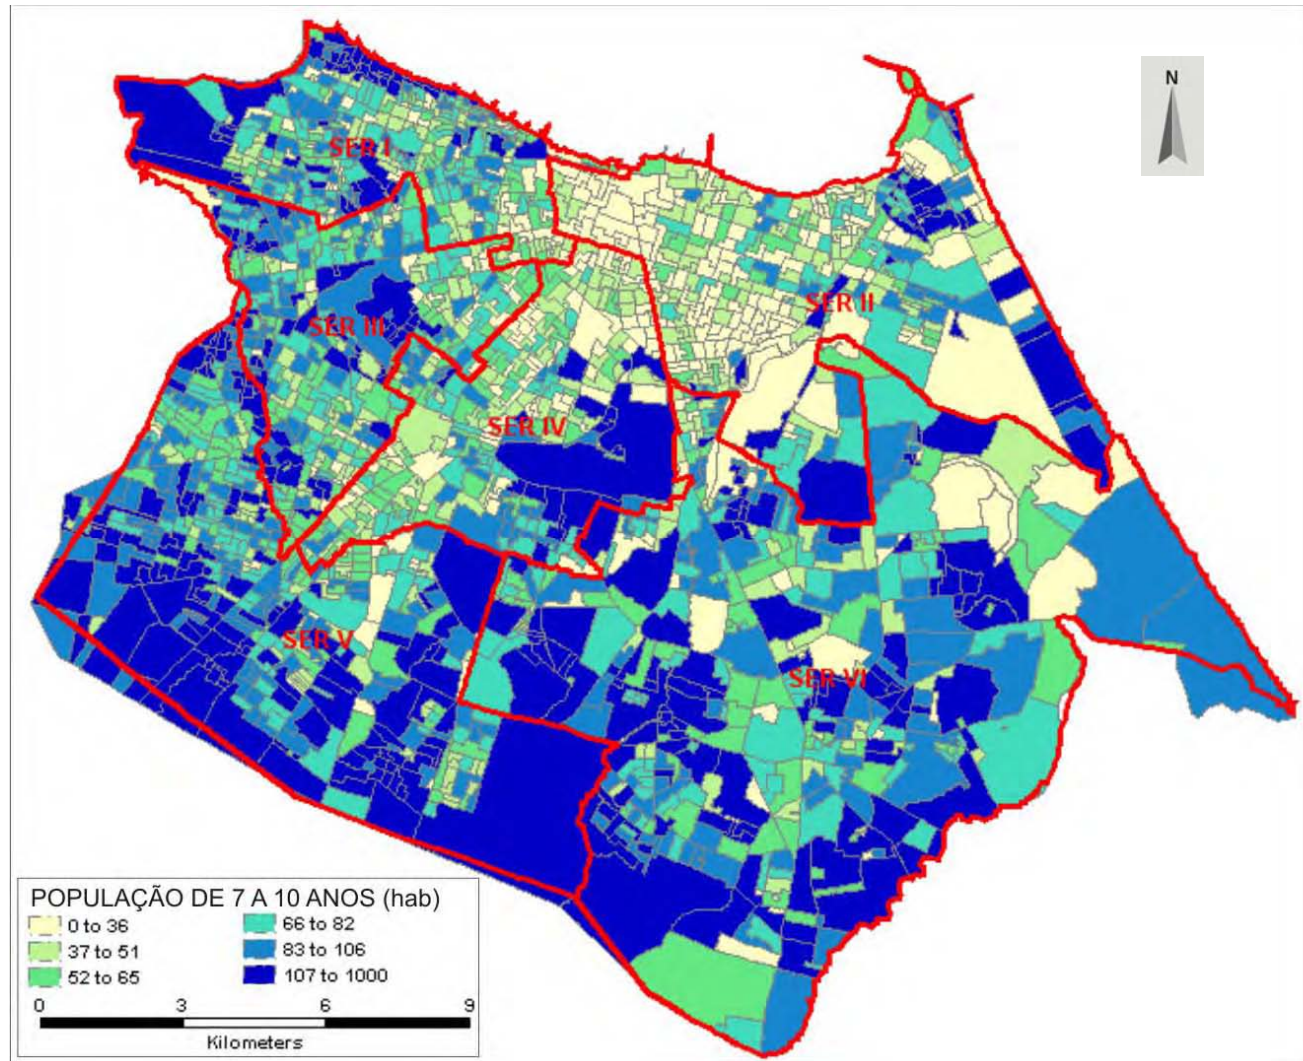 N
SER I
SER II
SER III
SER IV
SER V
SER VI
POPULAÇÃO DE 7 A 10 ANOS (hab)
0 to 36
37 to 51
52 to 65
66 to 82
83 to 106
107 to 1000
0 3 6 9
Kilometers